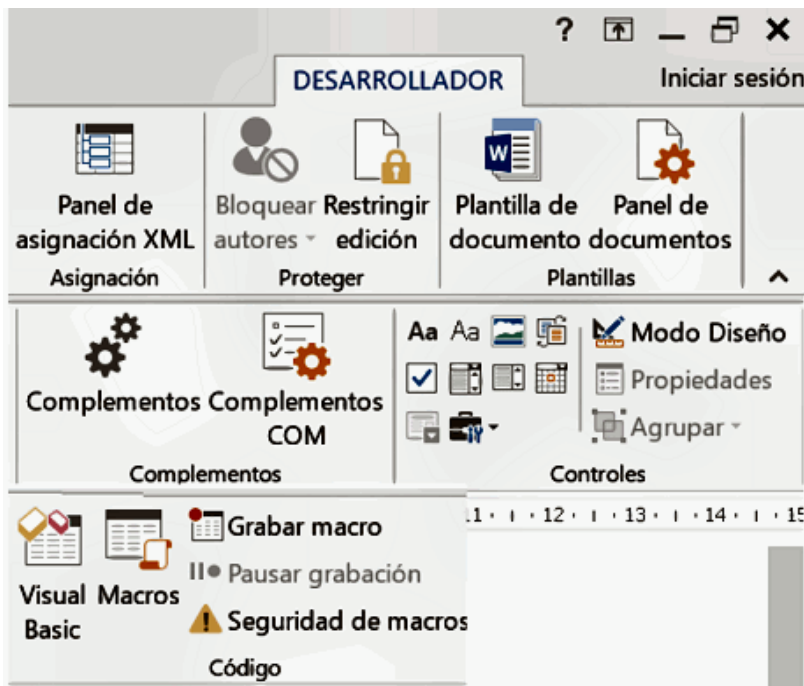 ?
DESARROLLADOR
Iniciar sesión
Panel de
asignación XML
Asignación
Bloquear
autores
Restringir
edición
Proteger
W
Plantilla de
documento
Panel de
documentos
Plantillas
Complementos
Complementos
COM
Complementos
Aa Aa
Modo Diseño
Propiedades
Agrupar
Controles
Visual
Basic
Macros
Grabar macro
Pausar grabación
Seguridad de macros
Código
11 · ı · 12 · ı · 13 · ı · 14 · ı · 15